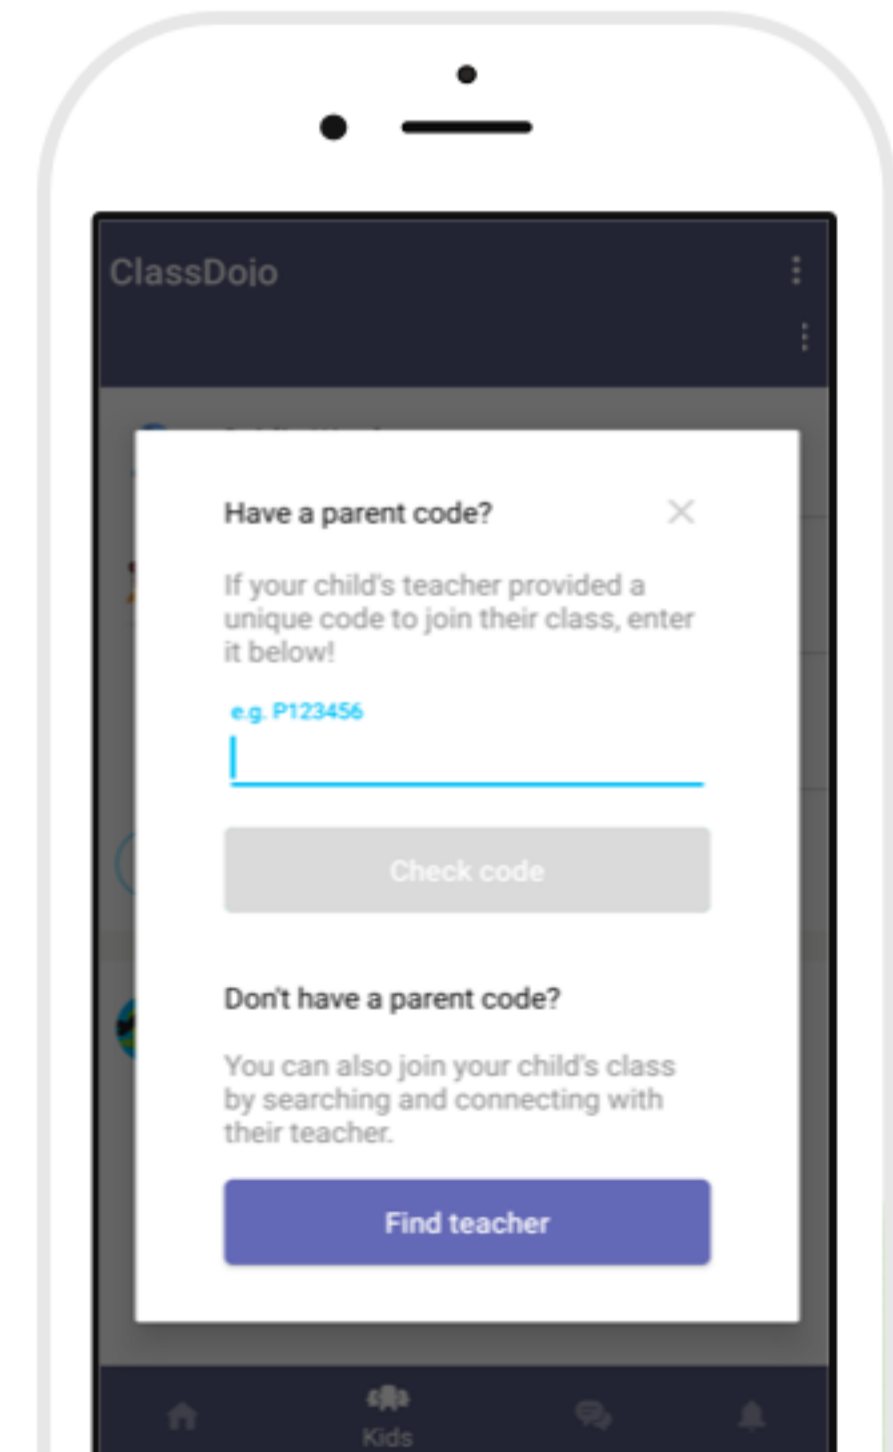 ClassDojo
Have a parent code?
If your child's teacher provided a
unique code to join their class, enter
it below!
e.g. P123456
Check code
Don't have a parent code?
You can also join your child's class
by searching and connecting with
their teacher.
Find teacher
Kids